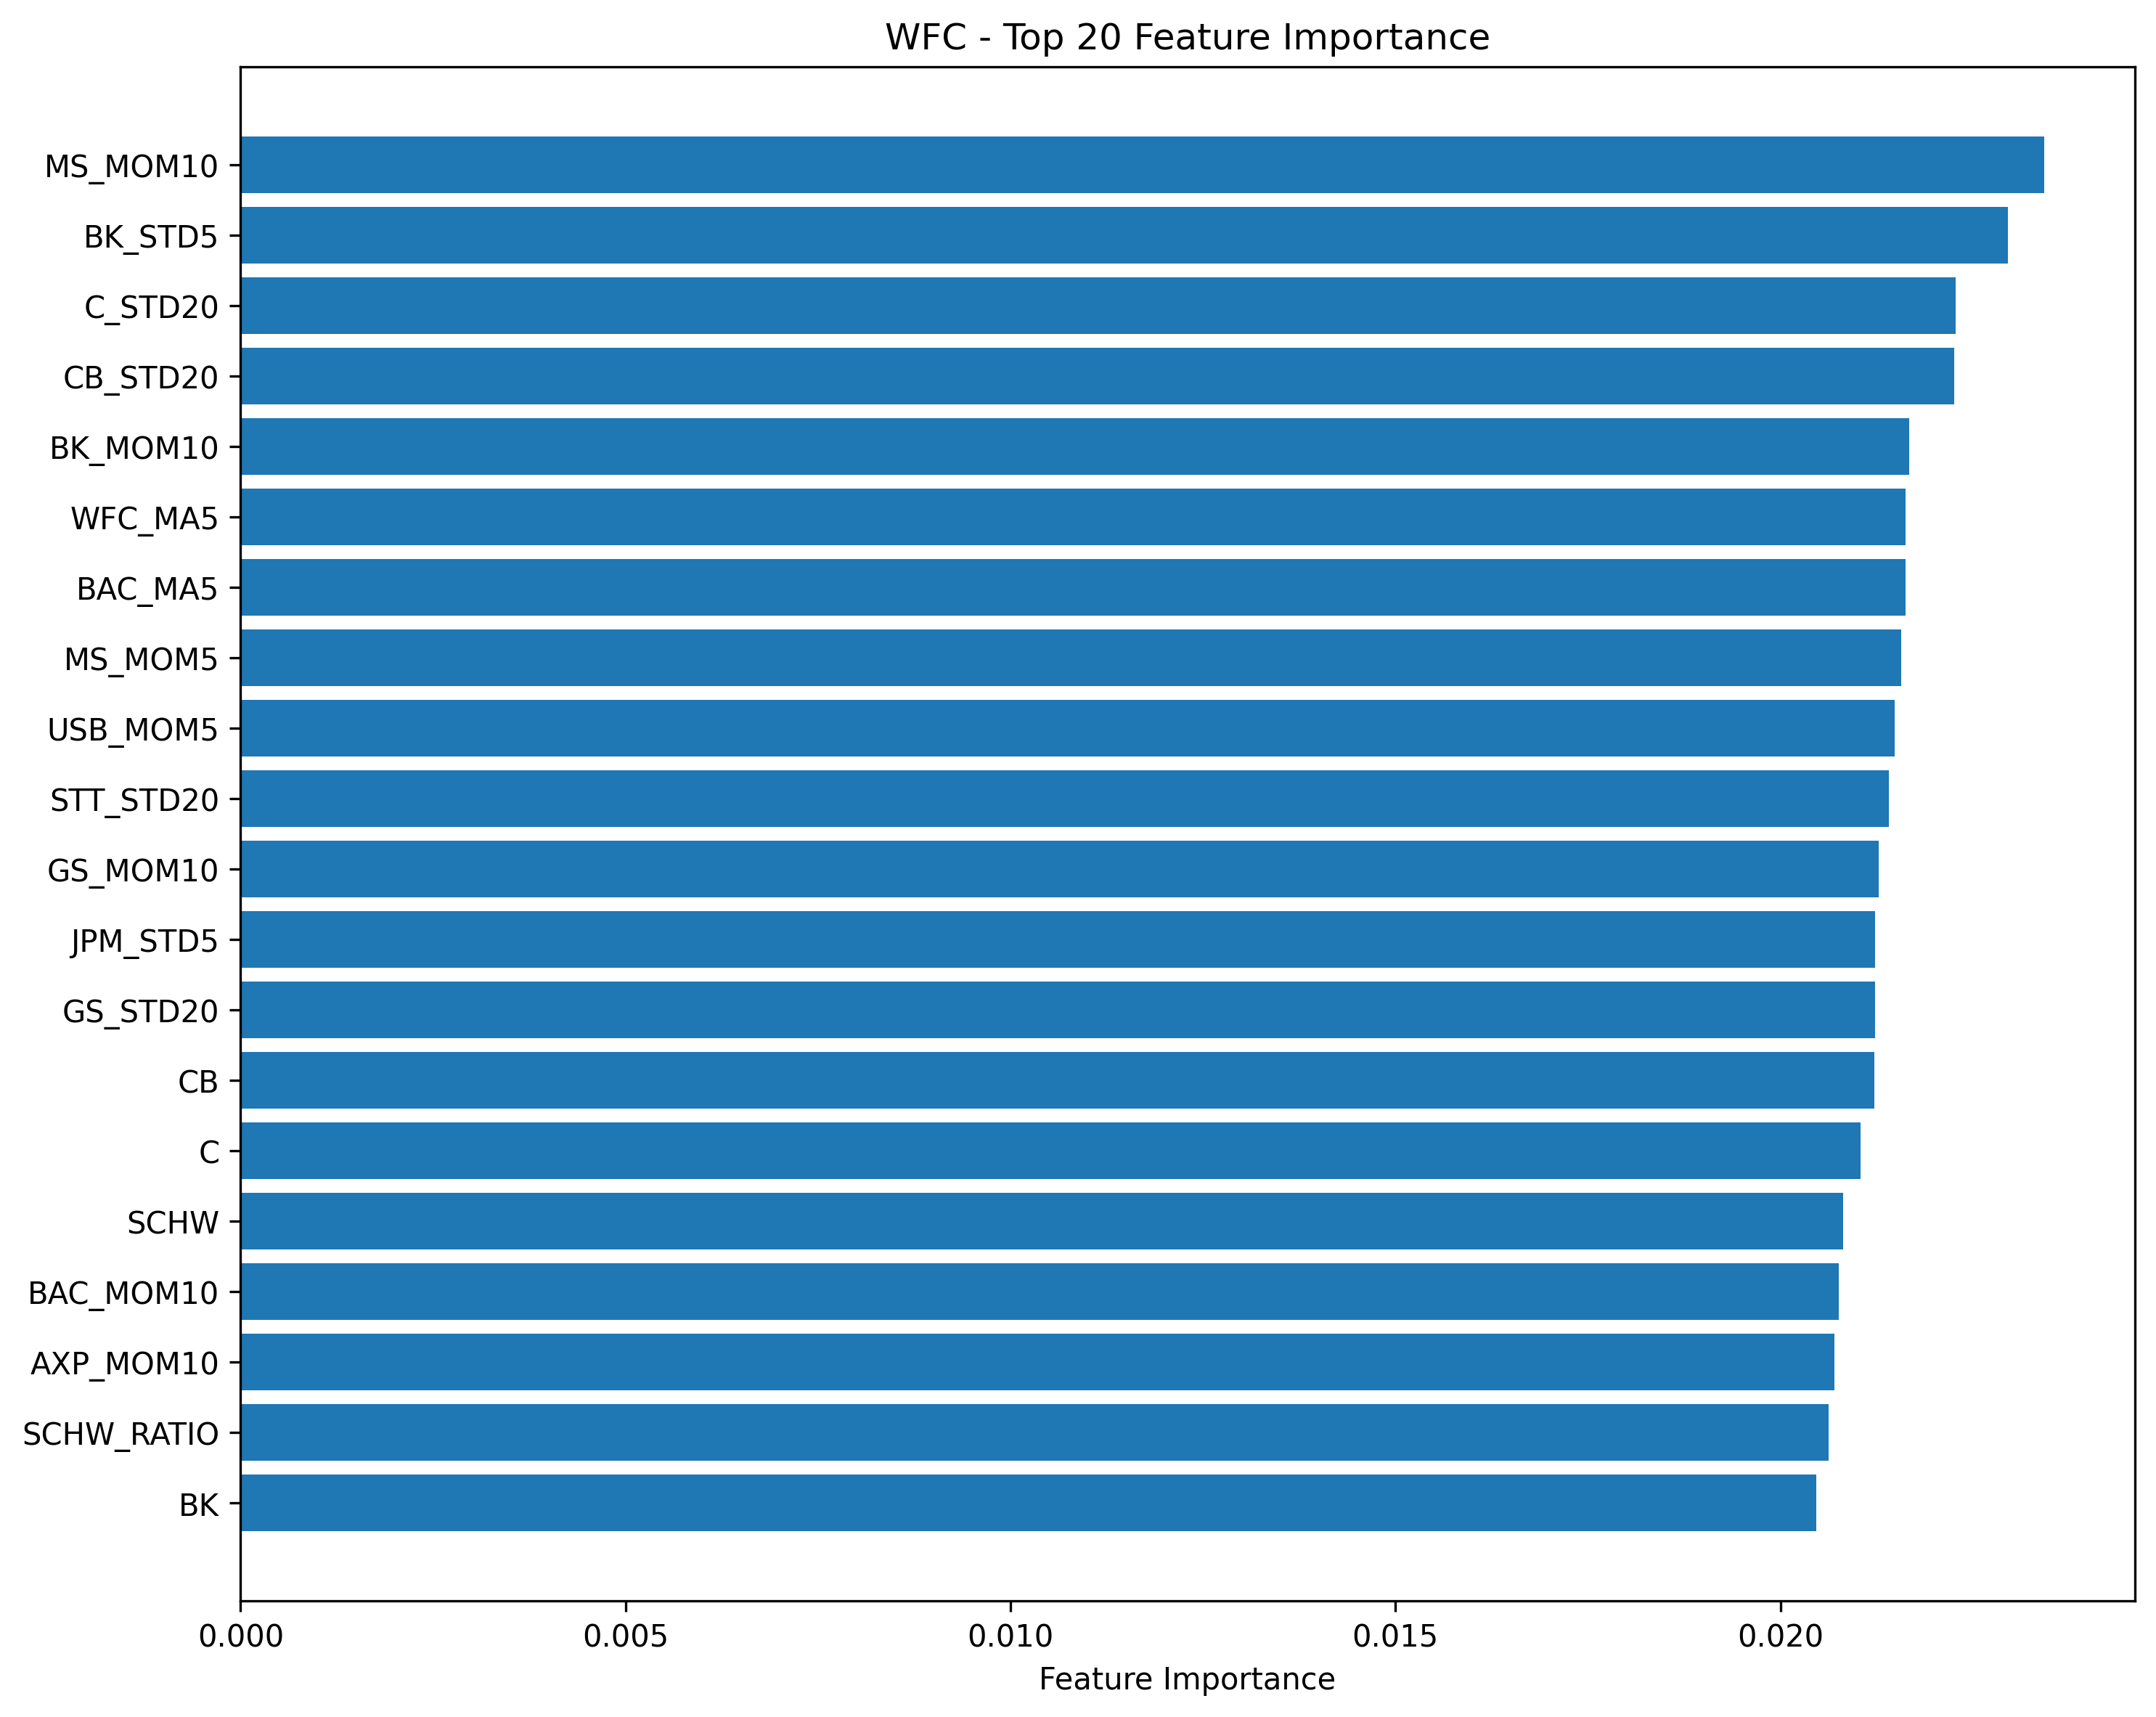 WFC - Top 20 Feature Importance
MS_MOM10
BK_STD5
C_STD20
CB_STD20
BK_MOM10
WFC_MA5
BAC_MA5
MS_MOM5
USB_MOM5
STT_STD20
GS_MOM10
JPM_STD5
GS_STD20
CB
C
SCHW
BAC_MOM10
AXP_MOM10
SCHW_RATIO
BK
0.000 0.005 0.010 0.015 0.020
Feature Importance